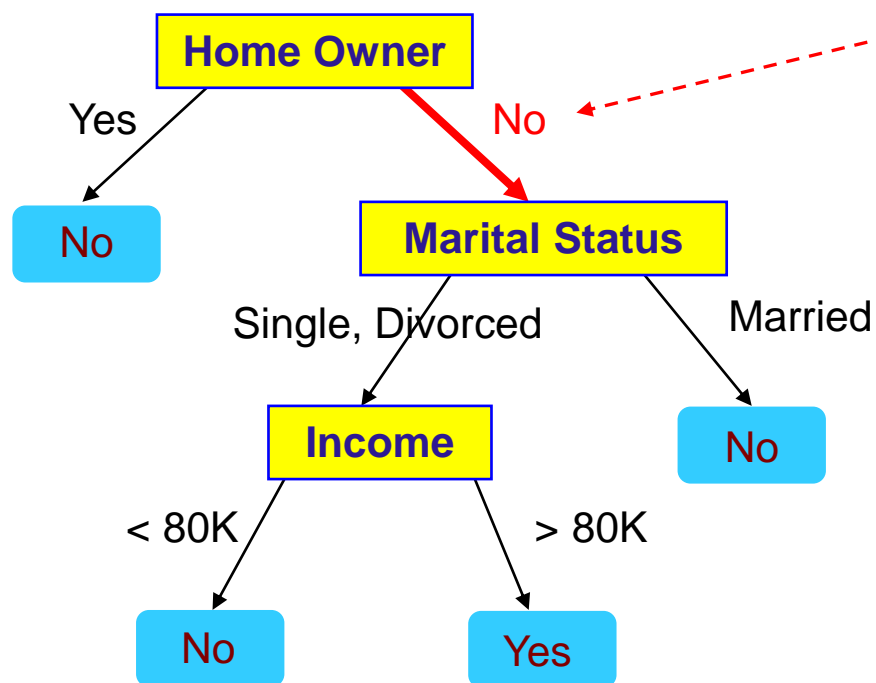 Home Owner
Yes
No
No
Marital Status
Single, Divorced
Married
Income
No
< 80K
> 80K
No
Yes